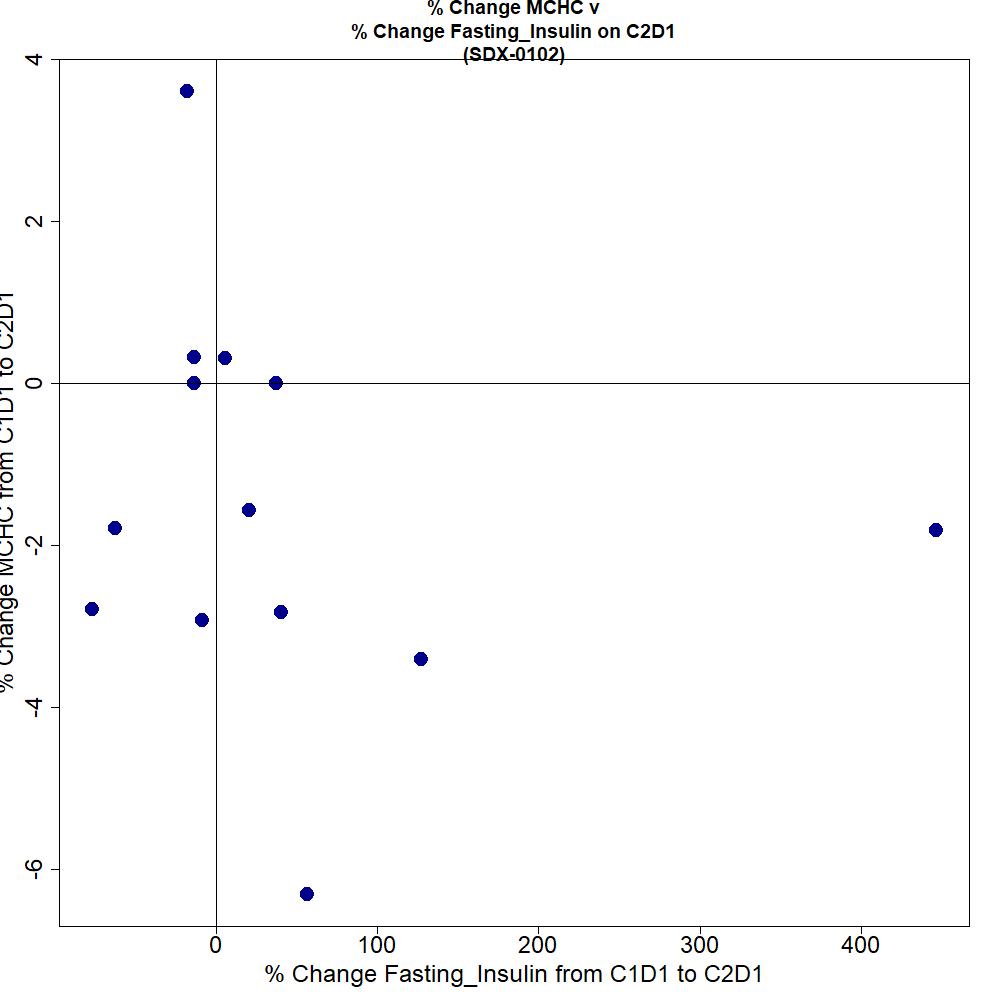 % Change MCHC v
% Change Fasting_Insulin on C2D1
(SDX-0102)
4
2
0
-2
-4
-6
% Change MCHC from C1D1 to C2D1
0 100 200 300 400
% Change Fasting_Insulin from C1D1 to C2D1